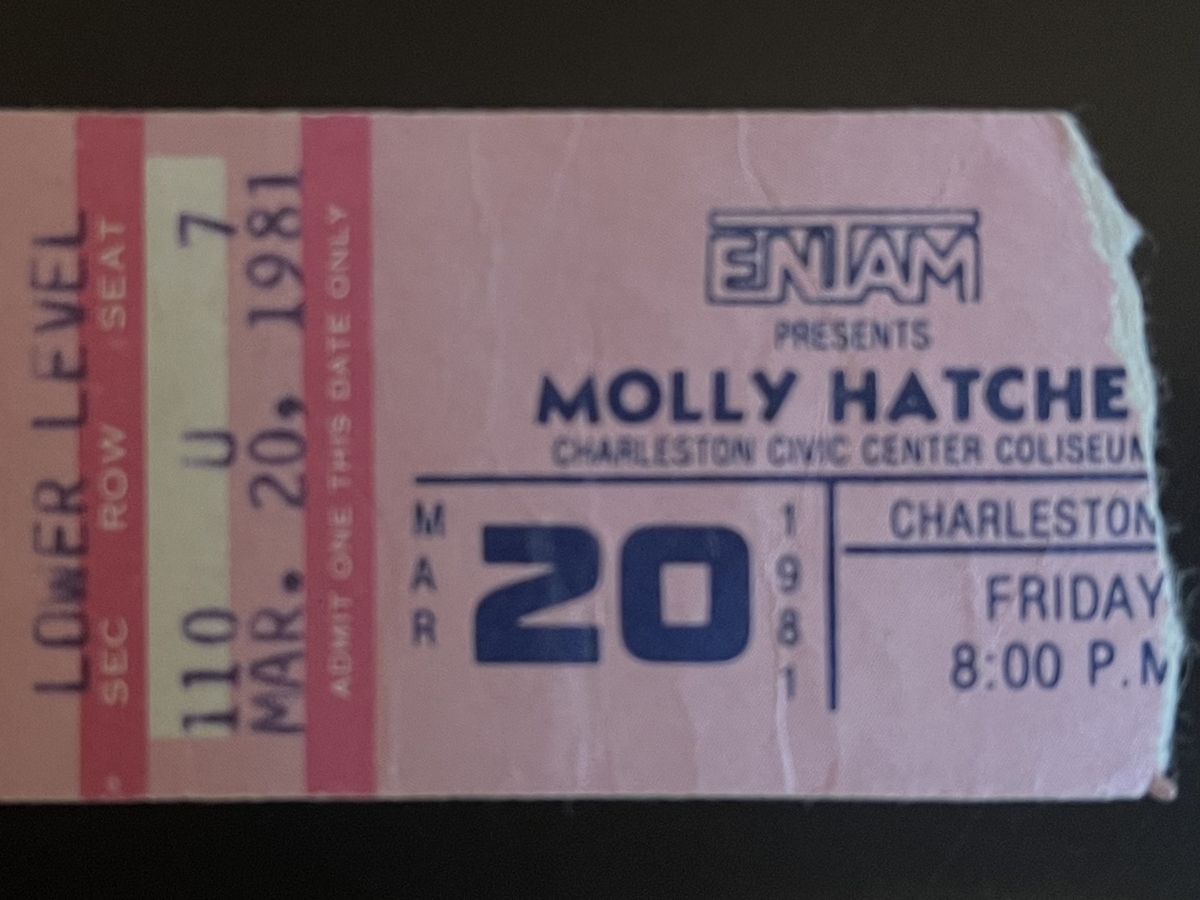 LOWER LEVEL
SEC ROW SEAT
110 U 7
MAR. 20, 1981
ADMIT ONE THIS DATE ONLY
ENTAM
PRESENTS
MOLLY HATCHE
CHARLESTON CIVIC CENTER COLISEUM
MAR 20 1981
CHARLESTON
FRIDAY
8:00 P.M